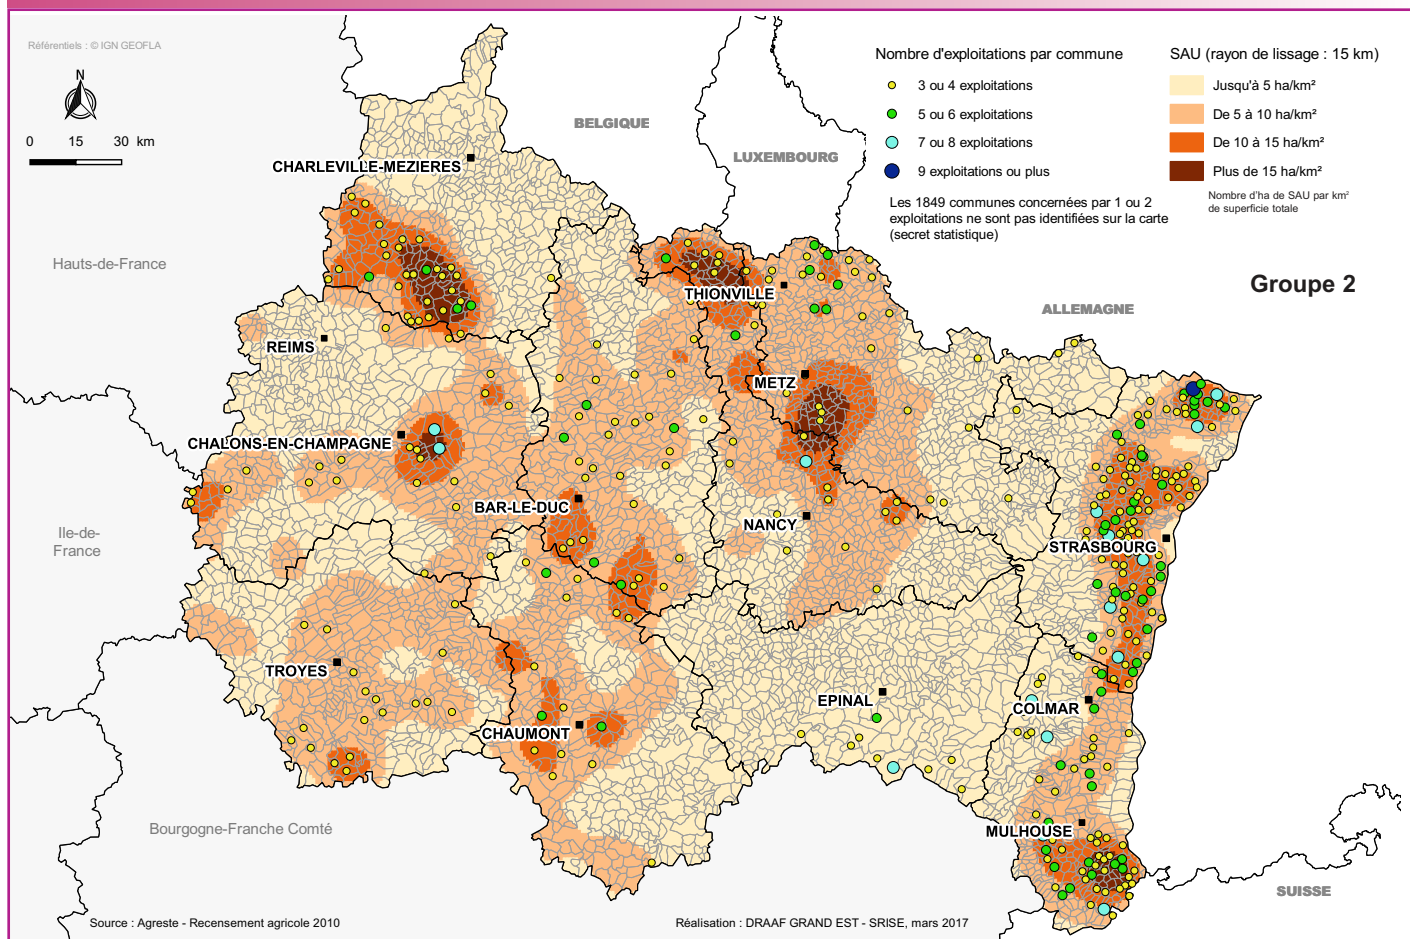 Référentiels : © IGN GEOFLA
N
0 15 30 km
Nombre d'exploitations par commune
3 ou 4 exploitations
5 ou 6 exploitations
7 ou 8 exploitations
9 exploitations ou plus
Les 1849 communes concernées par 1 ou 2
exploitations ne sont pas identifiées sur la carte
(secret statistique)
SAU (rayon de lissage : 15 km)
Jusqu'à 5 ha/km²
De 5 à 10 ha/km²
De 10 à 15 ha/km²
Plus de 15 ha/km²
Nombre d'ha de SAU par km²
de superficie totale
Groupe 2
BELGIQUE
LUXEMBOURG
CHARLEVILLE-MEZIERES
Hauts-de-France
THIONVILLE
ALLEMAGNE
REIMS
METZ
CHALONS-EN-CHAMPAGNE
BAR-LE-DUC
NANCY
Ile-de-
France
STRASBOURG
TROYES
EPINAL
COLMAR
CHAUMONT
Bourgogne-Franche Comté
MULHOUSE
SUISSE
Source : Agreste - Recensement agricole 2010
Réalisation : DRAAF GRAND EST - SRISE, mars 2017